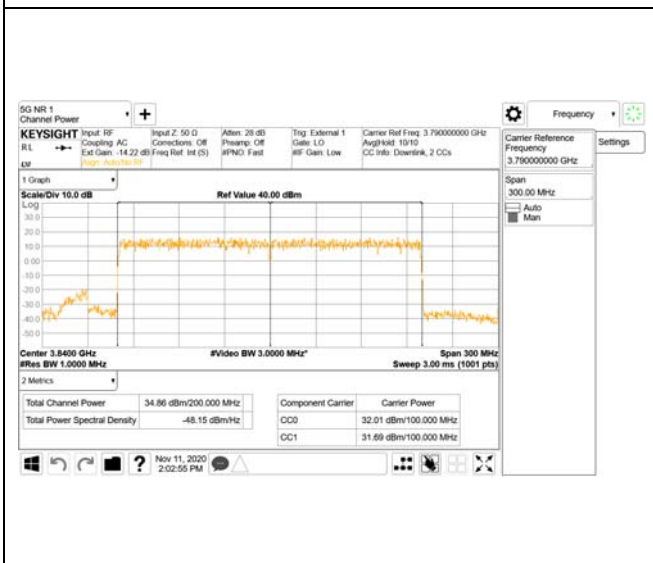 5G NR 1
Channel Power
Frequency
KEYSIGHT
Input: RF
Input Z: 50 Ω
Atten: 28 dB
Trig: External 1
Carrier Ref Freq: 3.790000000 GHz
RL
Coupling: AC
Corrections: Off
Preamp: Off
Gate: LO
Avg|Hold: 10/10
Ext Gain: -14.22 dB
Freq Ref: Int (S)
#PNO: Fast
#IF Gain: Low
CC Info: Downlink, 2 CCs
Align: Auto/No RF
Carrier Reference
Frequency
3.790000000 GHz
Settings
Span
300.00 MHz
Auto
Man
1 Graph
Scale/Div 10.0 dB
Ref Value 40.00 dBm
Log
30.0
20.0
10.0
0.00
-10.0
-20.0
-30.0
-40.0
-50.0
Center 3.8400 GHz
#Video BW 3.0000 MHz*
Span 300 MHz
#Res BW 1.0000 MHz
Sweep 3.00 ms (1001 pts)
2 Metrics
Total Channel Power
34.86 dBm/200.000 MHz
Total Power Spectral Density
-48.15 dBm/Hz
Component Carrier
Carrier Power
CC0
32.01 dBm/100.000 MHz
CC1
31.69 dBm/100.000 MHz
?
Nov 11, 2020
2:02:55 PM